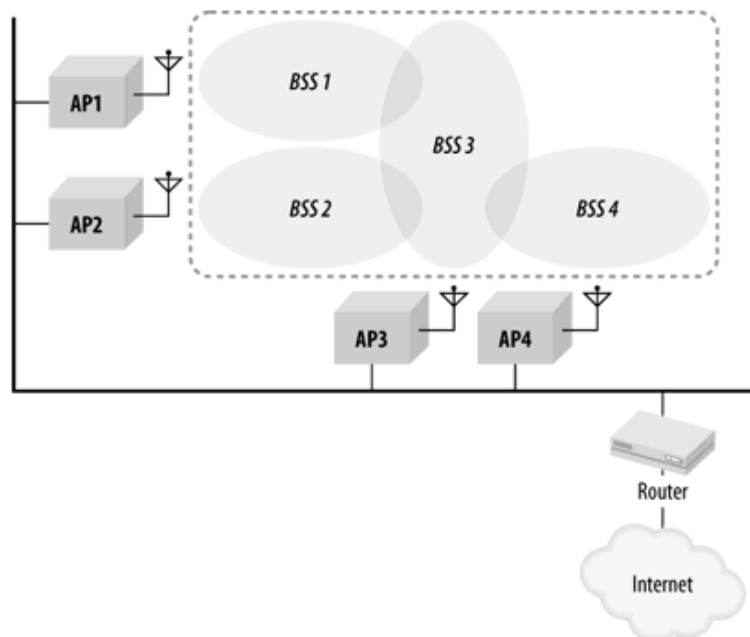 AP1
BSS 1
BSS 3
AP2
BSS 2
BSS 4
AP3
AP4
Router
Internet